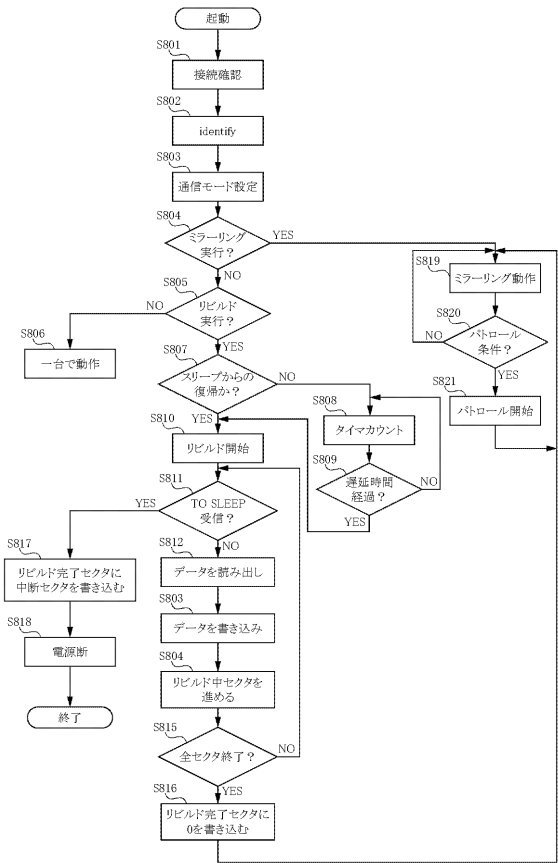 起動
S801
接続確認
S802
identify
S803
通信モード設定
S804
ミラーリング
実行？
YES
NO
S805
リビルド
実行？
NO
YES
S806
一台で動作
S807
スリープからの
復帰か？
NO
YES
S808
タイマカウント
S809
遅延時間
経過？
NO
YES
S810
リビルド開始
S811
TO SLEEP
受信？
YES
NO
S812
データを読み出し
S803
データを書き込み
S804
リビルド中セクタを
進める
S815
全セクタ終了？
NO
YES
S816
リビルド完了セクタに
0を書き込む
S817
リビルド完了セクタに
中断セクタを書き込む
S818
電源断
終了
S819
ミラーリング動作
S820
パトロール
条件？
NO
YES
S821
パトロール開始